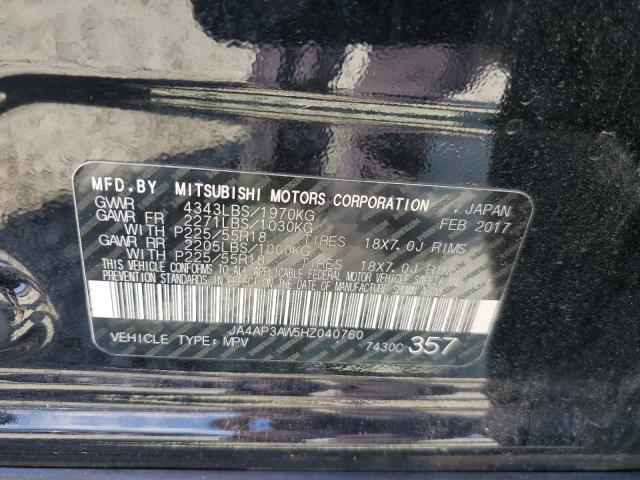 MFD.BY MITSUBISHI MOTORS CORPORATION , JAPAN
GVWR 4343LBS/1970KG FEB 2017
GAWR FR 2271LBS/1030KG
WITH P225/55R18 TIRES 18X7.0J RIMS
GAWR RR 2205LBS/1000KG
WITH P225/55R18 TIRES 18X7.0J RIMS
THIS VEHICLE CONFORMS TO ALL APPLICABLE FEDERAL MOTOR VEHICLE SAFETY AND THEFT
PREVENTION STANDARDS IN EFFECT ON THE DATE OF MANUFACTURE SHOWN ABOVE.
JA4AP3AW5HZ040760
VEHICLE TYPE: MPV 7430C 357